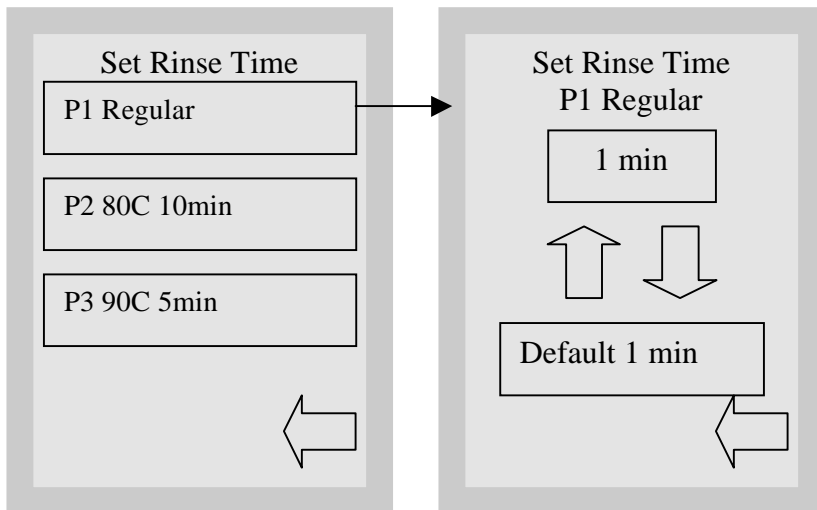 Set Rinse Time
P1 Regular
P2 80C 10min
P3 90C 5min
Set Rinse Time
P1 Regular
1 min
Default 1 min